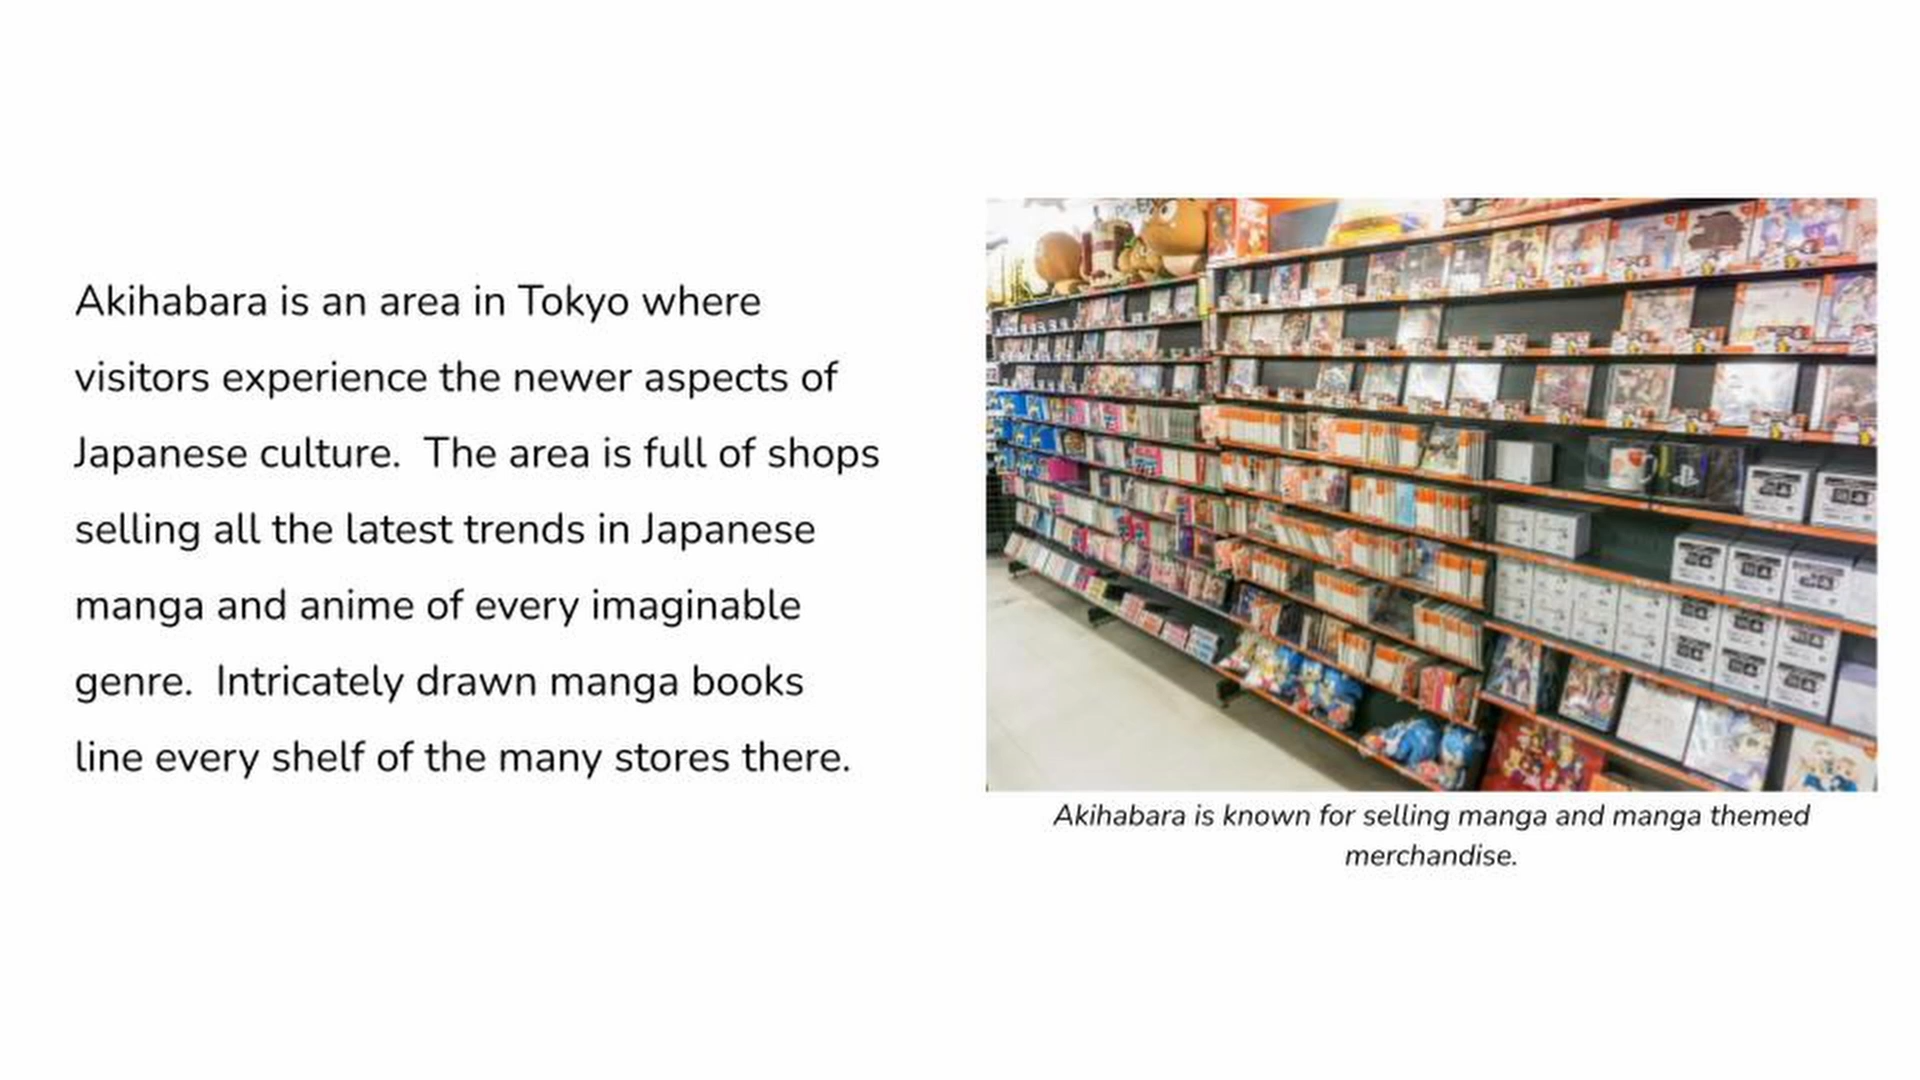 Akihabara is an area in Tokyo where
visitors experience the newer aspects of
Japanese culture.  The area is full of shops
selling all the latest trends in Japanese
manga and anime of every imaginable
genre.  Intricately drawn manga books
line every shelf of the many stores there.
Akihabara is known for selling manga and manga themed
merchandise.